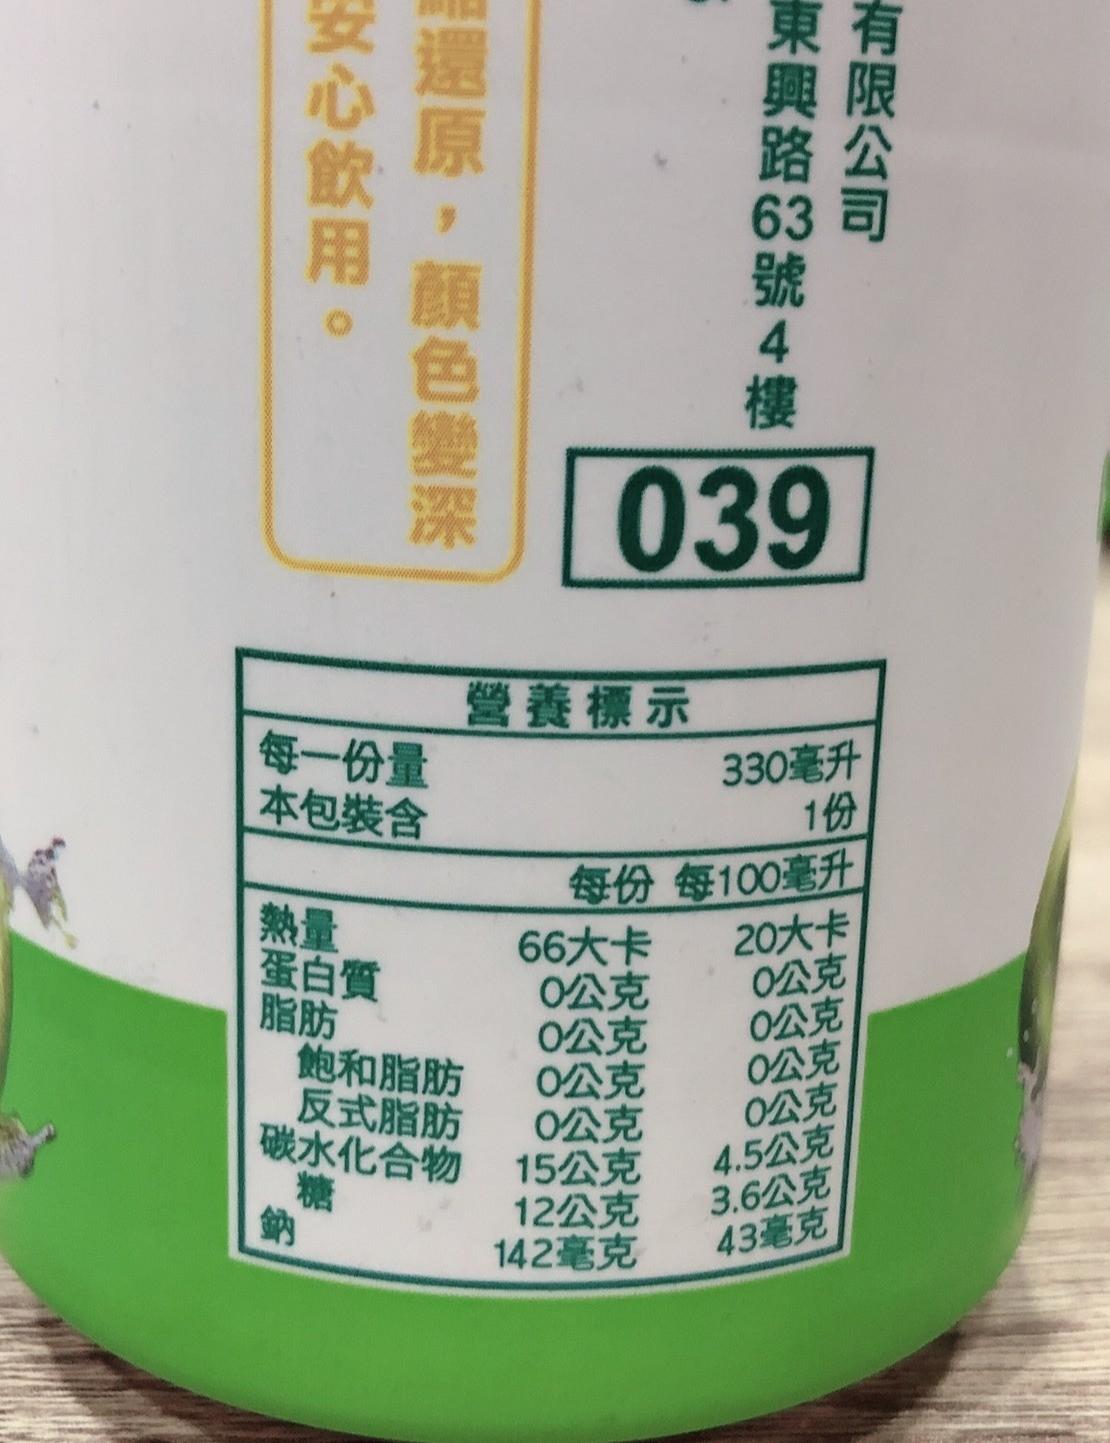 有限公司
東興路63號4樓
還原，顏色變深
安心飲用。
039
營養標示
每一份量 330毫升
本包裝含 1份
每份 每100毫升
熱量 66大卡 20大卡
蛋白質 0公克 0公克
脂肪 0公克 0公克
飽和脂肪 0公克 0公克
反式脂肪 0公克 0公克
碳水化合物 15公克 4.5公克
糖 12公克 3.6公克
鈉 142毫克 43毫克